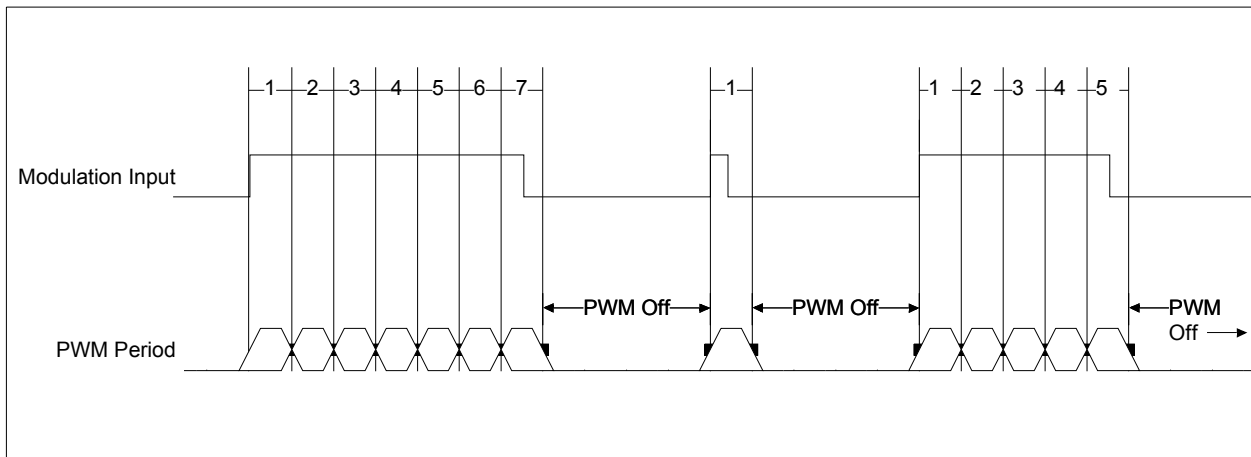 1 2 3 4 5 6 7 1 1 2 3 4 5
Modulation Input
PWM Off PWM Off PWM
Off
PWM Period